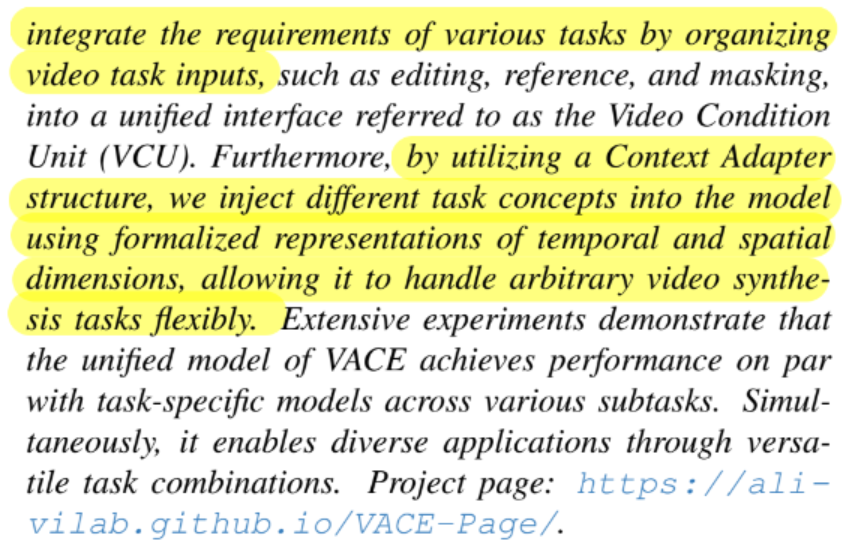 integrate the requirements of various tasks by organizing
video task inputs, such as editing, reference, and masking,
into a unified interface referred to as the Video Condition
Unit (VCU). Furthermore, by utilizing a Context Adapter
structure, we inject different task concepts into the model
using formalized representations of temporal and spatial
dimensions, allowing it to handle arbitrary video synthe-
sis tasks flexibly. Extensive experiments demonstrate that
the unified model of VACE achieves performance on par
with task-specific models across various subtasks. Simul-
taneously, it enables diverse applications through versa-
tile task combinations. Project page: https://ali-
vilab.github.io/VACE-Page/.